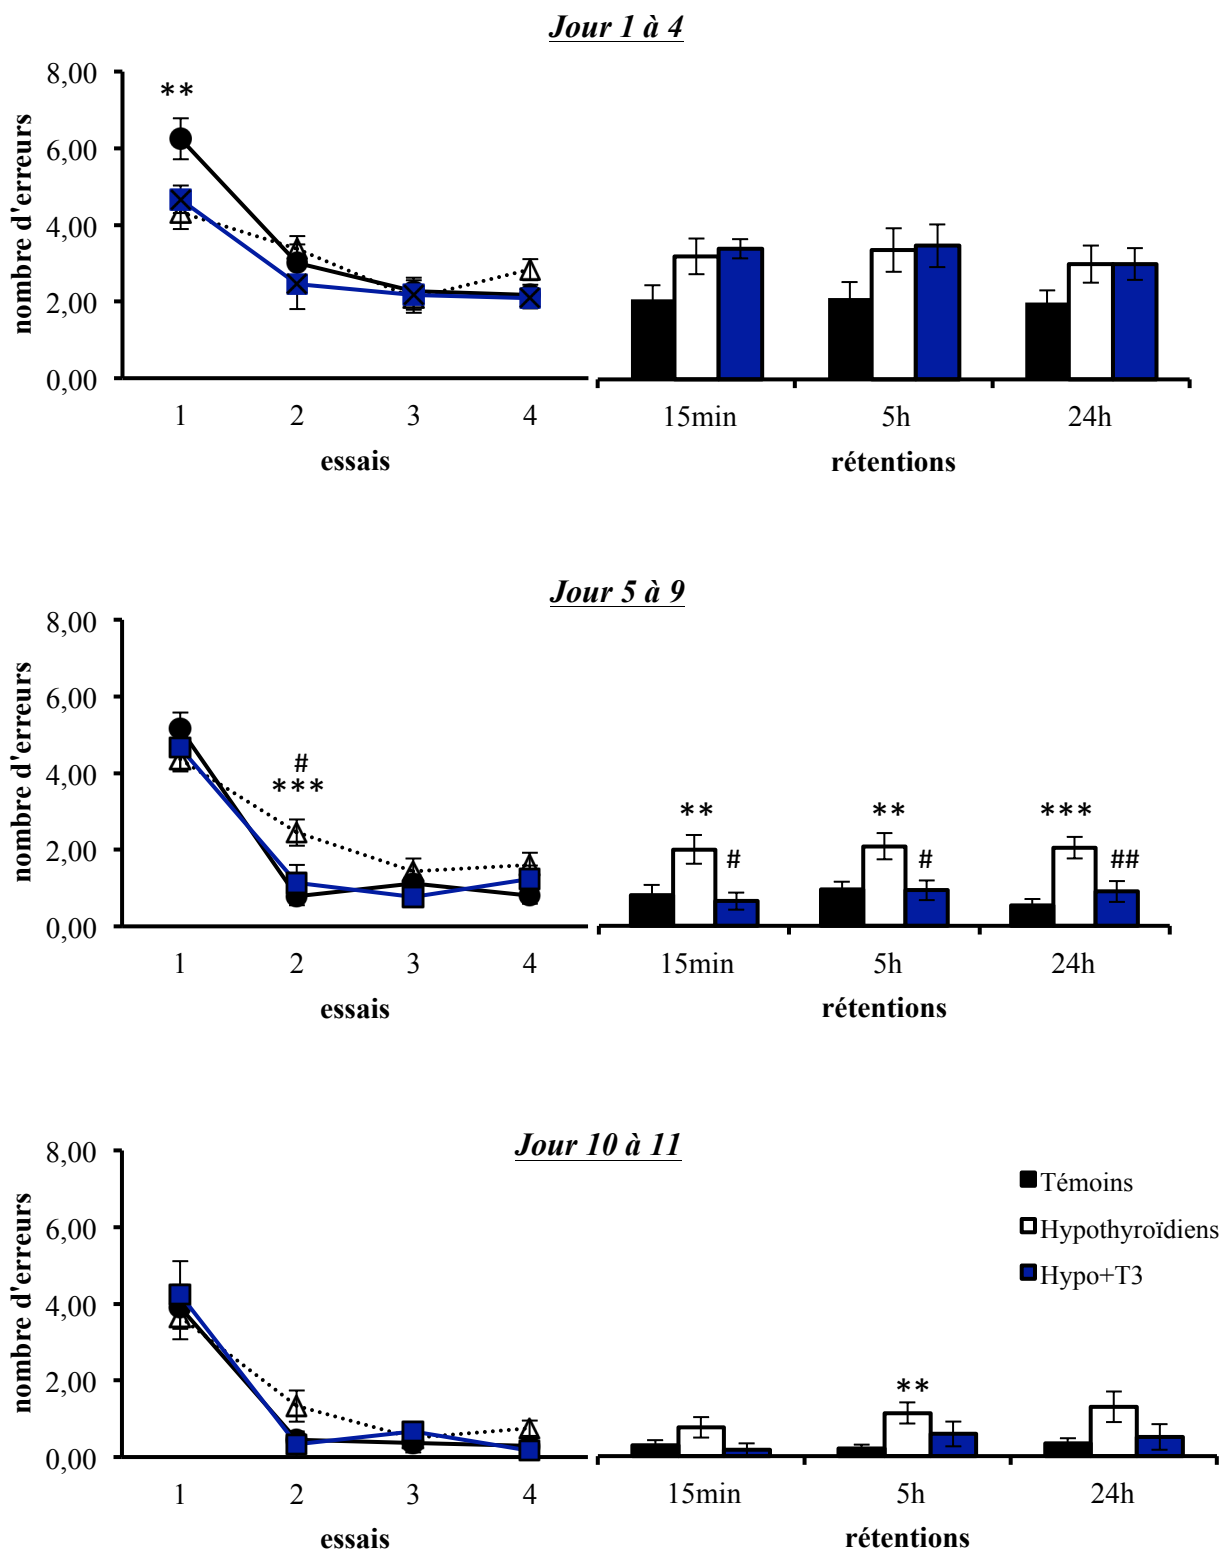 Jour 1 à 4
nombre d'erreurs
8,00
6,00
4,00
2,00
0,00
**
1 2 3 4
essais
15min 5h 24h
rétentions
Jour 5 à 9
nombre d'erreurs
8,00
6,00
4,00
2,00
0,00
#
***
1 2 3 4
essais
** ** ***
# # ##
15min 5h 24h
rétentions
Jour 10 à 11
nombre d'erreurs
8,00
6,00
4,00
2,00
0,00
1 2 3 4
essais
Témoins
Hypothyroïdiens
Hypo+T3
**
15min 5h 24h
rétentions